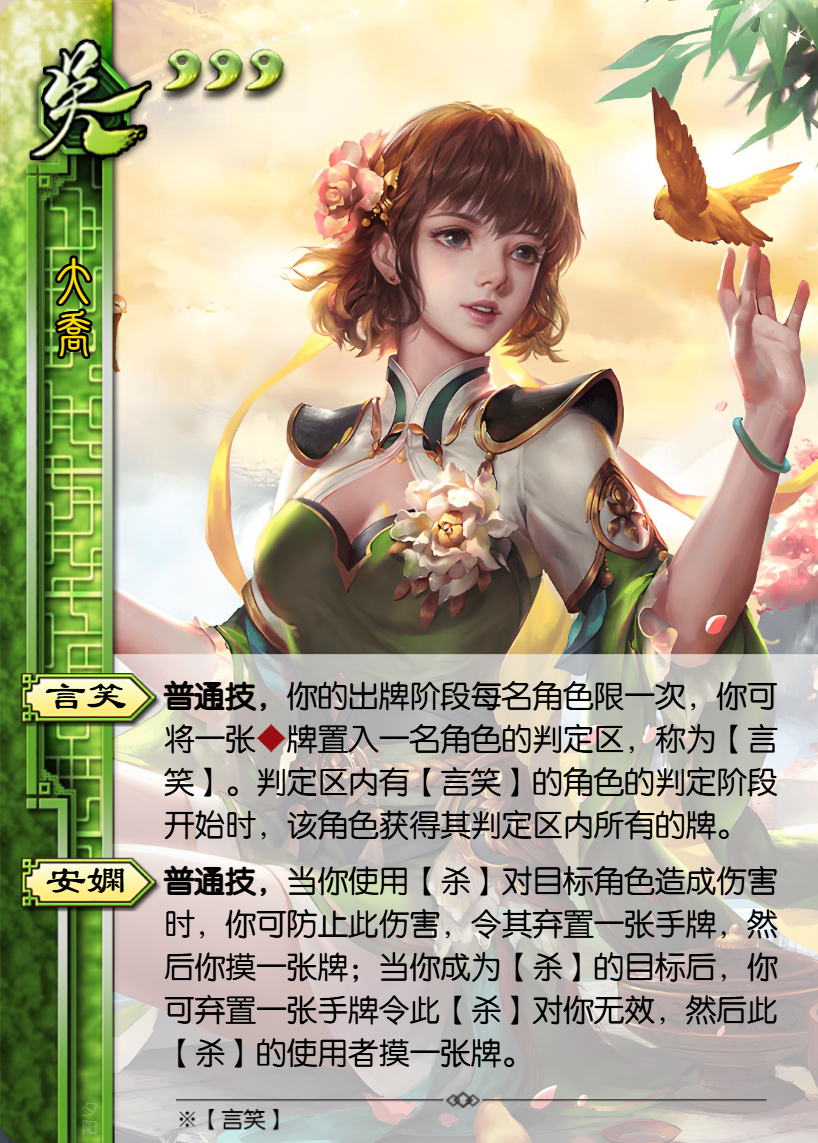 吴
大喬
言笑
普通技，你的出牌阶段每名角色限一次，你可
将一张◆牌置入一名角色的判定区，称为【言
笑】。判定区内有【言笑】的角色的判定阶段
开始时，该角色获得其判定区内所有的牌。
安嫻
普通技，当你使用【杀】对目标角色造成伤害
时，你可防止此伤害，令其弃置一张手牌，然
后你摸一张牌；当你成为【杀】的目标后，你
可弃置一张手牌令此【杀】对你无效，然后此
【杀】的使用者摸一张牌。
夕阳
※【言笑】